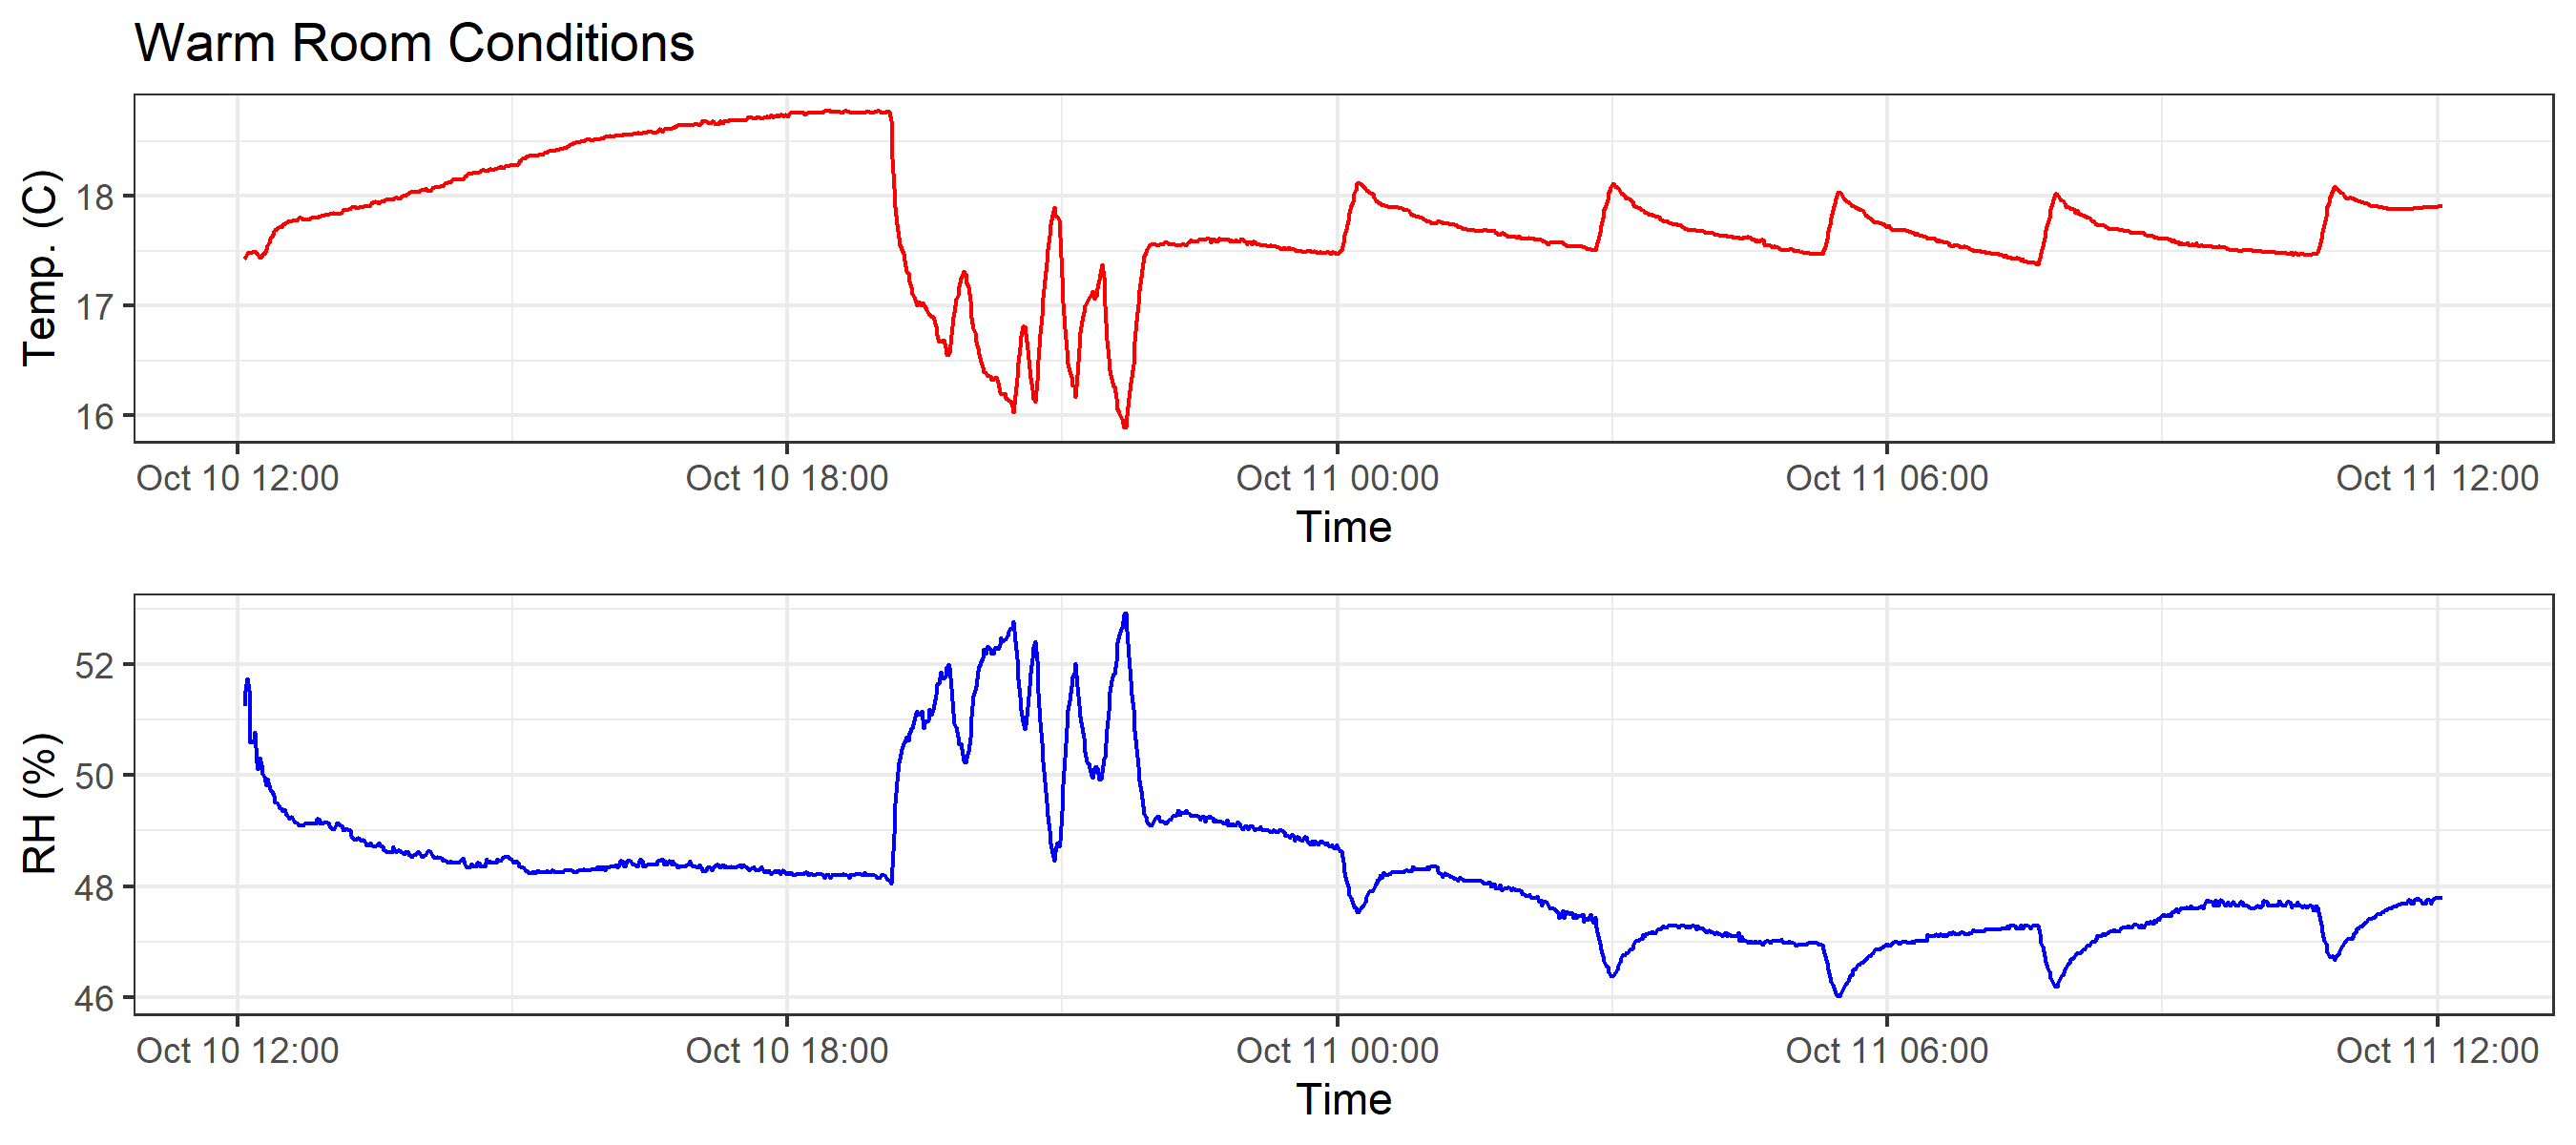 Warm Room Conditions
Temp. (C)
18
17
16
Oct 10 12:00 Oct 10 18:00 Oct 11 00:00 Oct 11 06:00 Oct 11 12:00
Time
RH (%)
52
50
48
46
Oct 10 12:00 Oct 10 18:00 Oct 11 00:00 Oct 11 06:00 Oct 11 12:00
Time